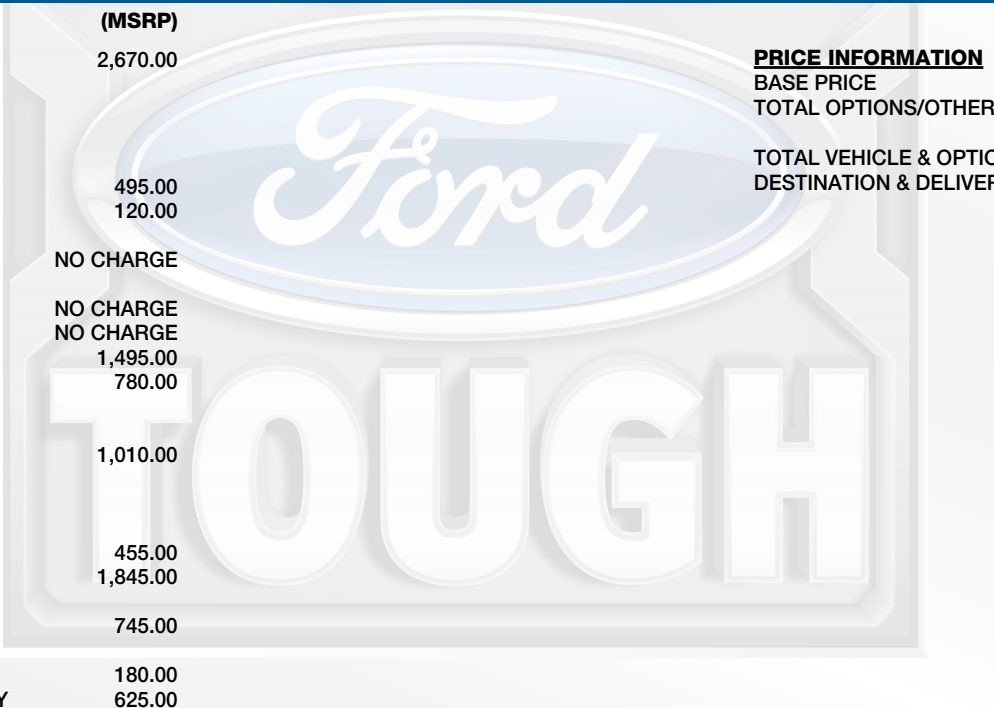 (MSRP)
2,670.00
495.00
120.00
NO CHARGE
NO CHARGE
NO CHARGE
1,495.00
780.00
1,010.00
455.00
1,845.00
745.00
180.00
Y 625.00
PRICE INFORMATION
BASE PRICE
TOTAL OPTIONS/OTHER
TOTAL VEHICLE & OPTIO
DESTINATION & DELIVER
Ford
TOUGH